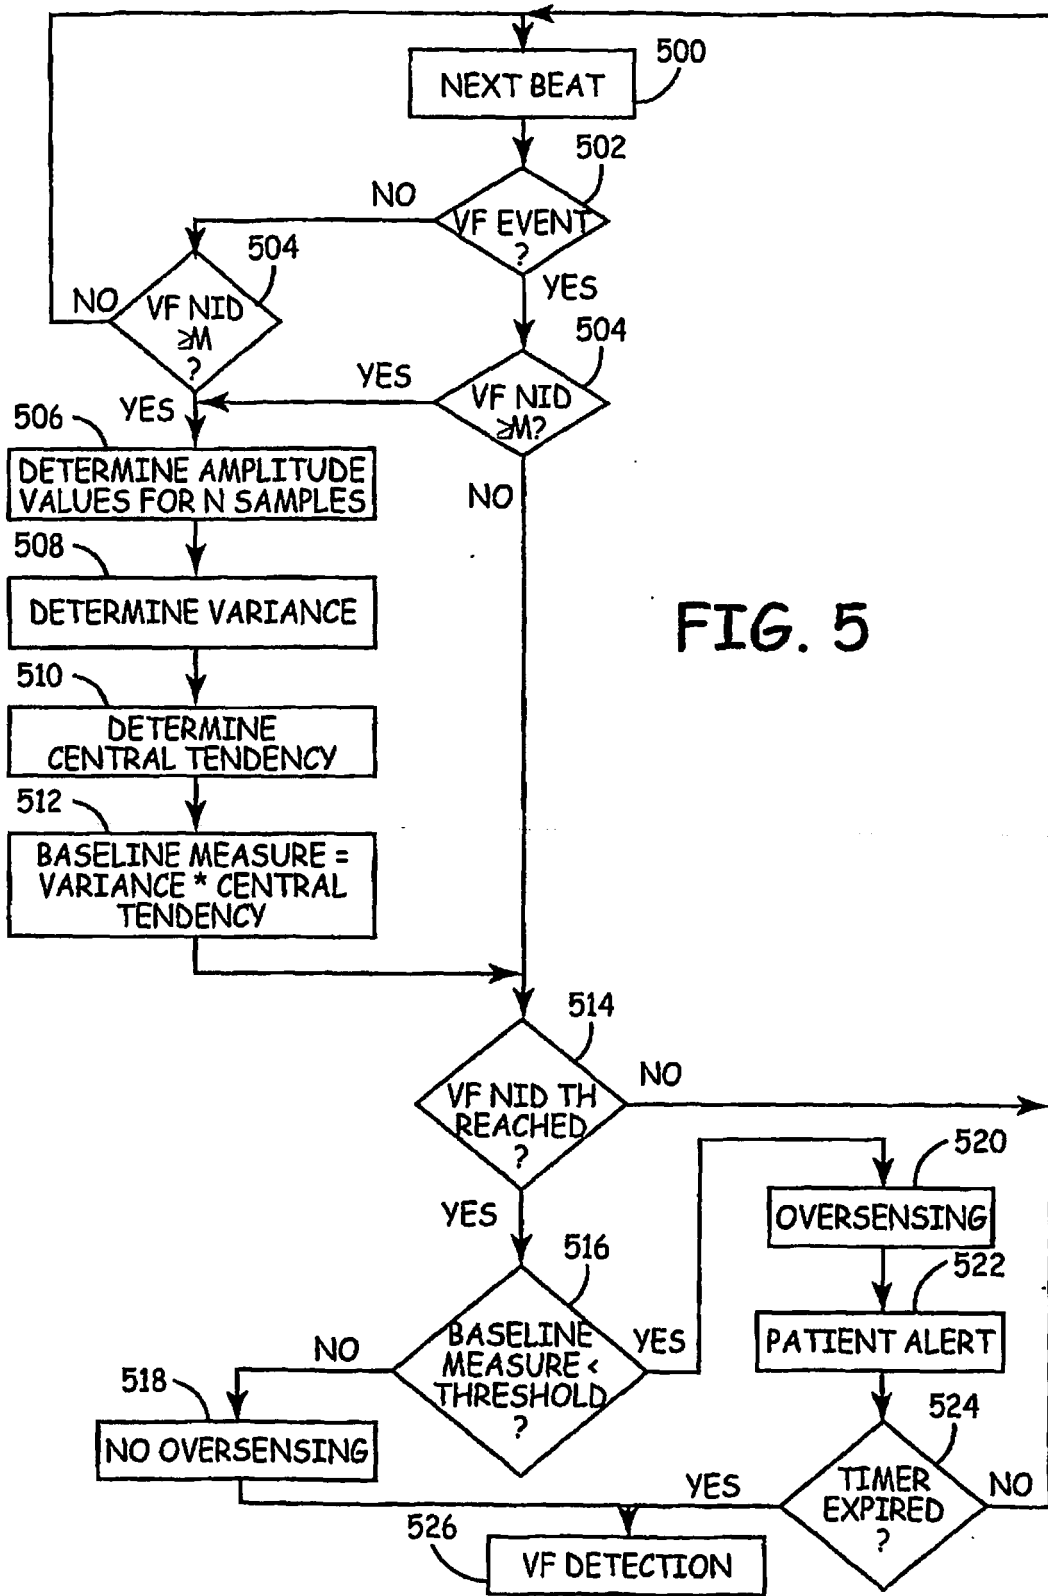 500
NEXT BEAT
502
NO
VF EVENT
?
504
YES
NO
VF NID
≥M
?
504
YES
VF NID
≥M?
YES
506
DETERMINE AMPLITUDE
VALUES FOR N SAMPLES
NO
508
DETERMINE VARIANCE
FIG. 5
510
DETERMINE
CENTRAL TENDENCY
512
BASELINE MEASURE =
VARIANCE * CENTRAL
TENDENCY
514
NO
VF NID TH
REACHED
?
520
YES
OVERSENSING
516
522
BASELINE
MEASURE <
THRESHOLD
?
NO
YES
PATIENT ALERT
518
524
NO OVERSENSING
TIMER
EXPIRED
?
YES
NO
526
VF DETECTION